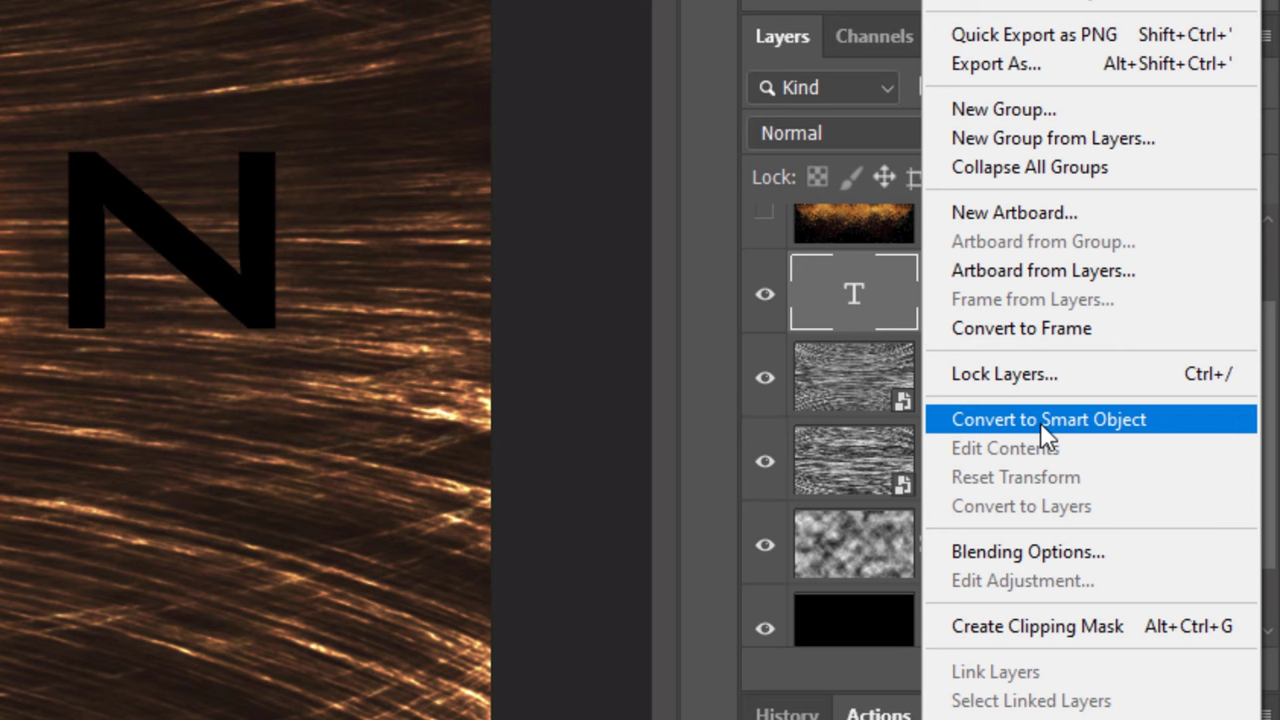 N
Layers Channels
Kind
Normal
Lock:
T
History Actions
Quick Export as PNG Shift+Ctrl+'
Export As... Alt+Shift+Ctrl+'
New Group...
New Group from Layers...
Collapse All Groups
New Artboard...
Artboard from Group...
Artboard from Layers...
Frame from Layers...
Convert to Frame
Lock Layers... Ctrl+/
Convert to Smart Object
Edit Contents
Reset Transform
Convert to Layers
Blending Options...
Edit Adjustment...
Create Clipping Mask Alt+Ctrl+G
Link Layers
Select Linked Layers